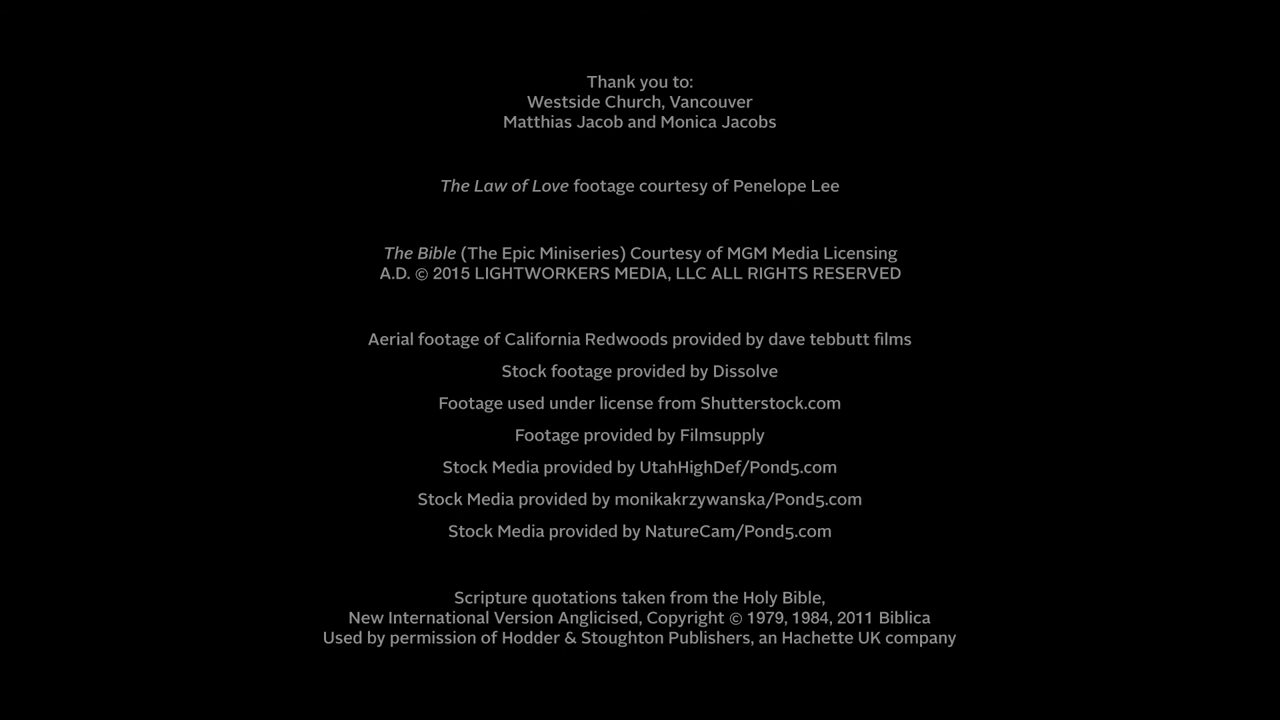 Thank you to:
Westside Church, Vancouver
Matthias Jacob and Monica Jacobs
The Law of Love footage courtesy of Penelope Lee
The Bible (The Epic Miniseries) Courtesy of MGM Media Licensing
A.D. © 2015 LIGHTWORKERS MEDIA, LLC ALL RIGHTS RESERVED
Aerial footage of California Redwoods provided by dave tebbutt films
Stock footage provided by Dissolve
Footage used under license from Shutterstock.com
Footage provided by Filmsupply
Stock Media provided by UtahHighDef/Pond5.com
Stock Media provided by monikakrzywanska/Pond5.com
Stock Media provided by NatureCam/Pond5.com
Scripture quotations taken from the Holy Bible,
New International Version Anglicised, Copyright © 1979, 1984, 2011 Biblica
Used by permission of Hodder & Stoughton Publishers, an Hachette UK company